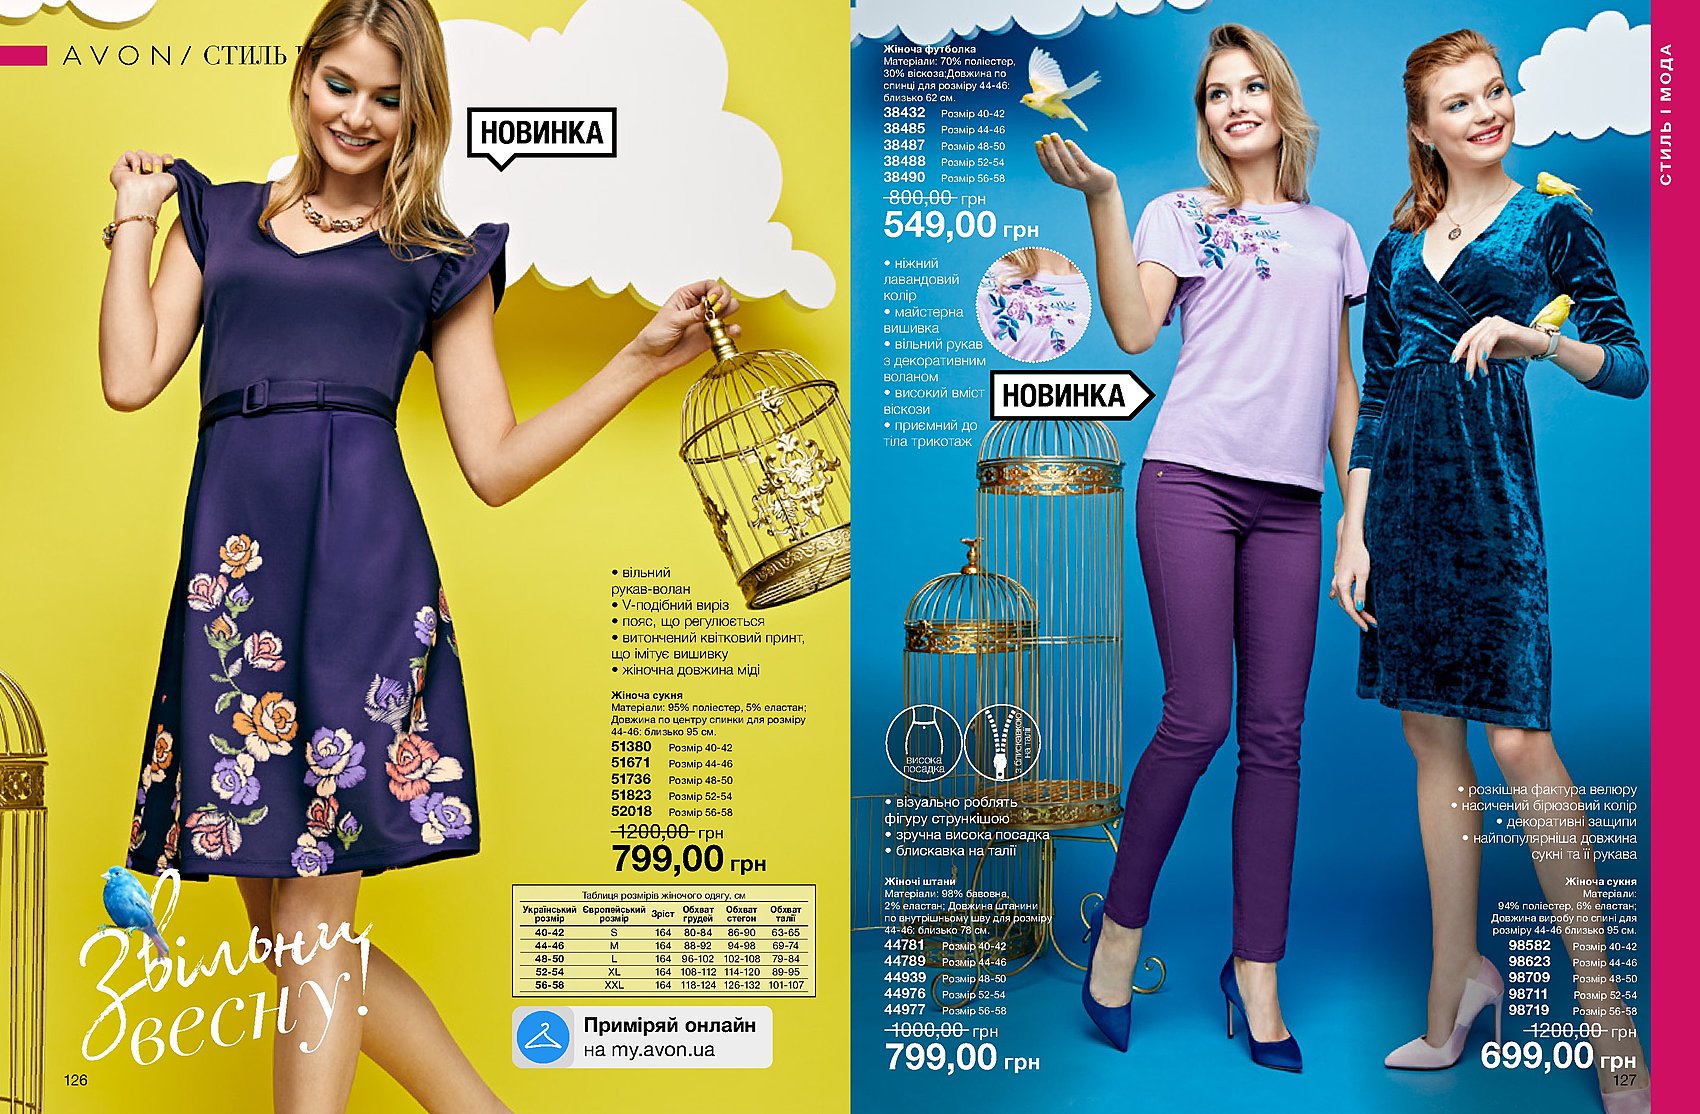 AVON / СТИЛЬ
НОВИНКА
• вільний
рукав-волан
• V-подібний виріз
• пояс, що регулюється
• витончений квітковий принт,
що імітує вишивку
• жіночна довжина міді
Жіноча сукня
Матеріали: 95% поліестер, 5% еластан;
Довжина по центру спинки для розміру
44-46: близько 95 см.
51380 Розмір 40-42
51671 Розмір 44-46
51736 Розмір 48-50
51823 Розмір 52-54
52018 Розмір 56-58
1200,00 грн
799,00 грн
Таблиця розмірів жіночого одягу, см
Український розмір Європейський розмір Зріст Обхват грудей Обхват стегон Обхват талії
40-42 S 164 80-84 86-90 63-65
44-46 M 164 88-92 94-98 69-74
48-50 L 164 96-102 102-108 79-84
52-54 XL 164 108-112 114-120 89-95
56-58 XXL 164 118-124 126-132 101-107
Приміряй онлайн
на my.avon.ua
Звільни
весну!
126
Жіноча футболка
Матеріали: 70% поліестер,
30% віскоза;Довжина по
спинці для розміру 44-46:
близько 62 см.
38432 Розмір 40-42
38485 Розмір 44-46
38487 Розмір 48-50
38488 Розмір 52-54
38490 Розмір 56-58
800,00 грн
549,00 грн
• ніжний
лавандовий
колір
• майстерна
вишивка
• вільний рукав
з декоративним
воланом
• високий вміст
віскози
• приємний до
тіла трикотаж
НОВИНКА
висока
посадка
з блискавкою
на талії
• візуально роблять
фігуру стрункішою
• зручна висока посадка
• блискавка на талії
Жіночі штани
Матеріали: 98% бавовна,
2% еластан; Довжина штанини
по внутрішньому шву для розміру
44-46: близько 78 см.
44781 Розмір 40-42
44789 Розмір 44-46
44939 Розмір 48-50
44976 Розмір 52-54
44977 Розмір 56-58
1000,00 грн
799,00 грн
• розкішна фактура велюру
• насичений бірюзовий колір
• декоративні защипи
• найпопулярніша довжина
сукні та її рукава
Жіноча сукня
Матеріали:
94% поліестер, 6% еластан;
Довжина виробу по спині для
розміру 44-46 близько 95 см.
98582 Розмір 40-42
98623 Розмір 44-46
98709 Розмір 48-50
98711 Розмір 52-54
98719 Розмір 56-58
1200,00 грн
699,00 грн
127
СТИЛЬ І МОДА